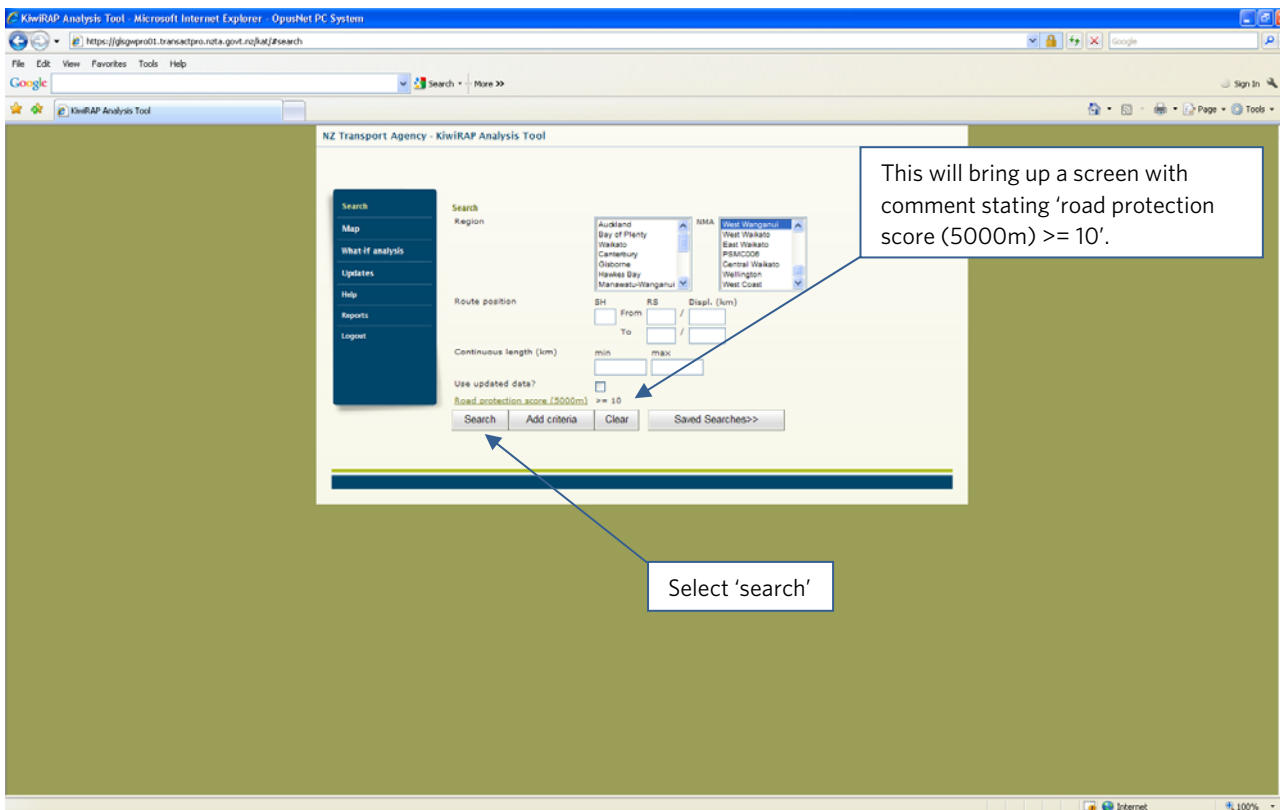 KiwiRAP Analysis Tool - Microsoft Internet Explorer - OpusNet PC System
https://gisgwpro01.transactpro.nzta.govt.nz/kat/#search
Google
File Edit View Favorites Tools Help
Google Search More >> Sign In
KiwiRAP Analysis Tool Page Tools
NZ Transport Agency - KiwiRAP Analysis Tool
This will bring up a screen with
comment stating ‘road protection
score (5000m) >= 10’.
Search
Map
What-if analysis
Updates
Help
Reports
Logout
Search
Region
Auckland
Bay of Plenty
Waikato
Canterbury
Gisborne
Hawkes Bay
Manawatu-Wanganui
NMA
West Wanganui
West Waikato
East Waikato
PSMC006
Central Waikato
Wellington
West Coast
Route position SH RS Displ. (km)
From /
To /
Continuous length (km) min max
Use updated data?
Road protection score (5000m) >= 10
Search Add criteria Clear Saved Searches>>
Select ‘search’
Internet 100%